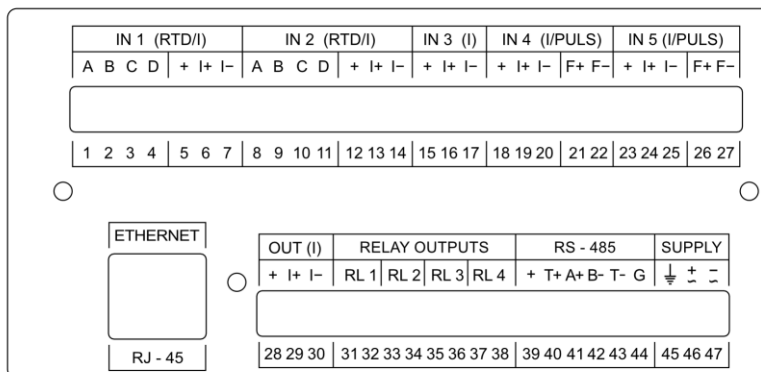 IN 1 (RTD/I) IN 2 (RTD/I) IN 3 (I) IN 4 (I/PULS) IN 5 (I/PULS)
A B C D + I+ I− A B C D + I+ I− + I+ I− + I+ I− F+ F− + I+ I− F+ F−
1 2 3 4 5 6 7 8 9 10 11 12 13 14 15 16 17 18 19 20 21 22 23 24 25 26 27
ETHERNET
RJ - 45
OUT (I) RELAY OUTPUTS RS - 485 SUPPLY
+ I+ I− RL 1 RL 2 RL 3 RL 4 + T+ A+ B− T− G ⏚ + −
28 29 30 31 32 33 34 35 36 37 38 39 40 41 42 43 44 45 46 47